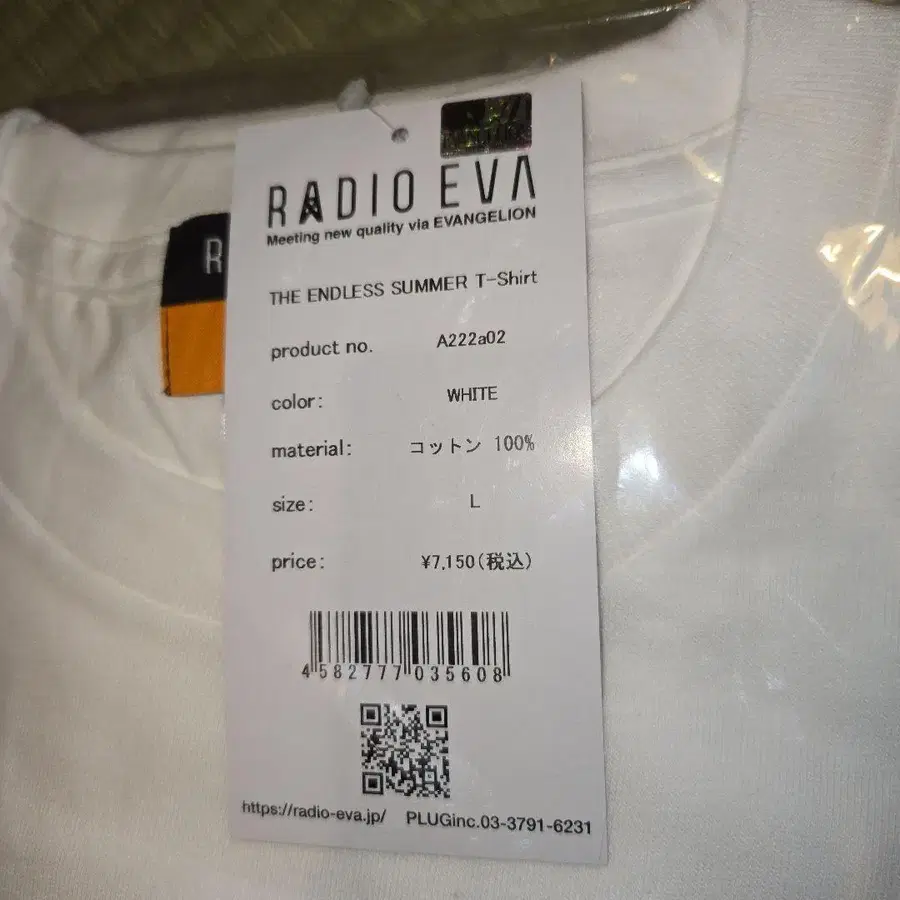 RADIO EVA
Meeting new quality via EVANGELION
R
THE ENDLESS SUMMER T-Shirt
product no. A222a02
color: WHITE
material: コットン 100%
size: L
price: ¥7,150(税込)
4582777035608
https://radio-eva.jp/ PLUGinc.03-3791-6231